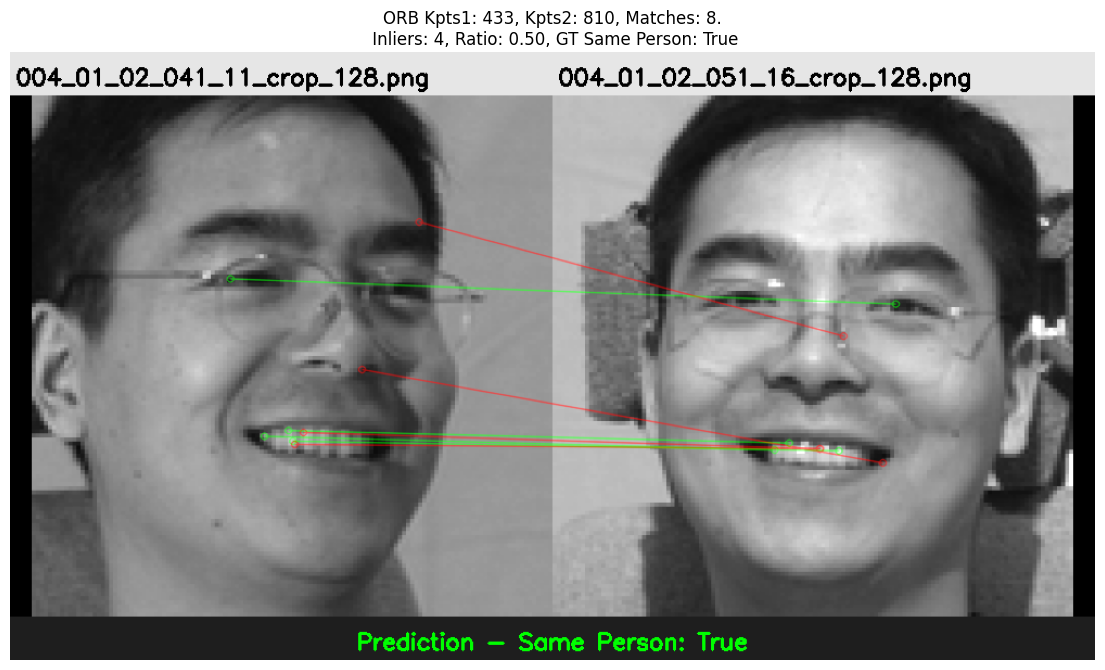 ORB Kpts1: 433, Kpts2: 810, Matches: 8.
Inliers: 4, Ratio: 0.50, GT Same Person: True
004_01_02_041_11_crop_128.png
004_01_02_051_16_crop_128.png
Prediction - Same Person: True